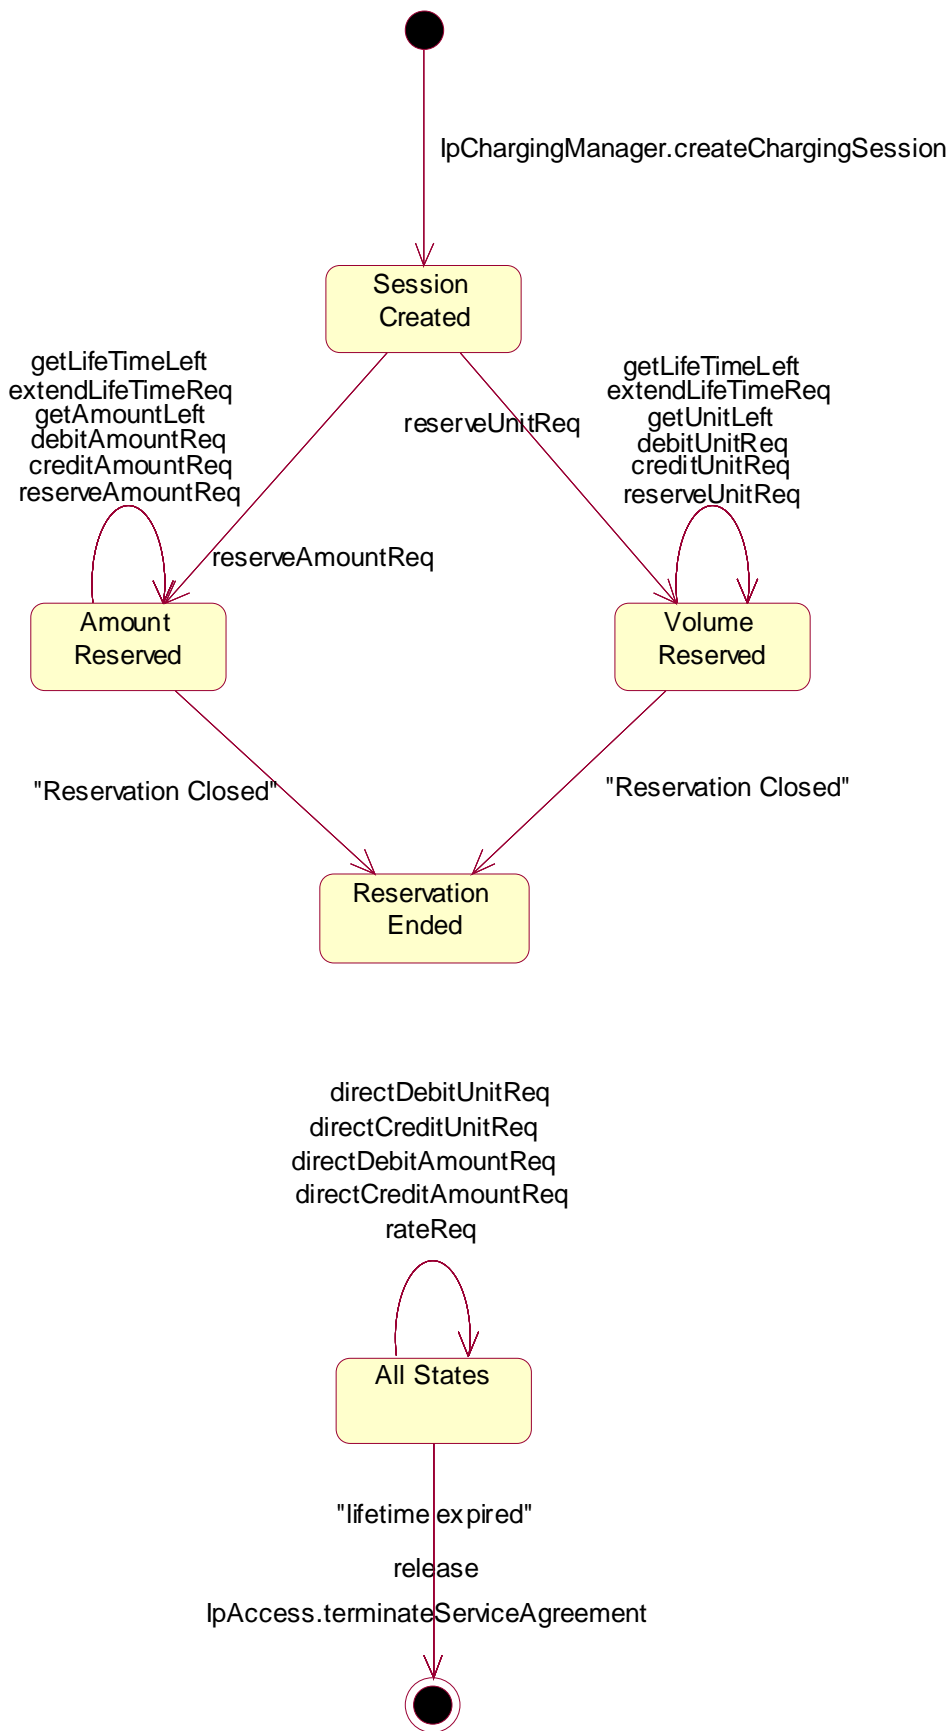 IpChargingManager.createChargingSession
Session
Created
getLifeTimeLeft
extendLifeTimeReq
getAmountLeft
debitAmountReq
creditAmountReq
reserveAmountReq
reserveUnitReq
getLifeTimeLeft
extendLifeTimeReq
getUnitLeft
debitUnitReq
creditUnitReq
reserveUnitReq
reserveAmountReq
Amount
Reserved
Volume
Reserved
"Reservation Closed"
"Reservation Closed"
Reservation
Ended
directDebitUnitReq
directCreditUnitReq
directDebitAmountReq
directCreditAmountReq
rateReq
All States
"lifetime expired"
release
IpAccess.terminateServiceAgreement